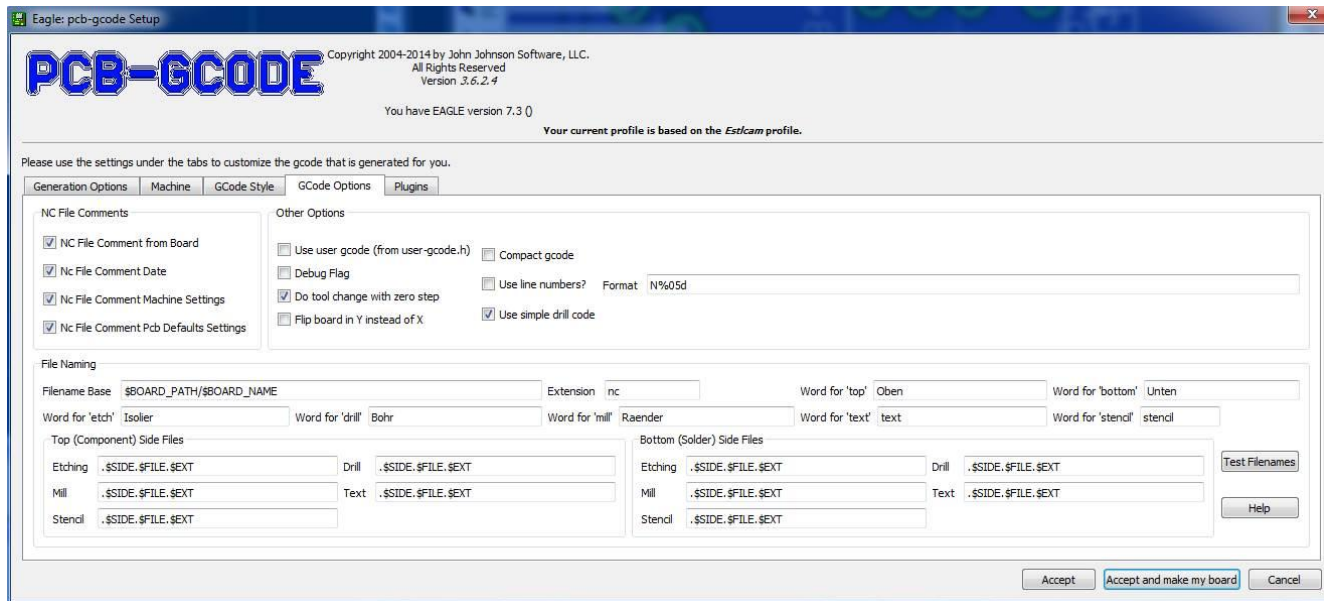 Eagle: pcb-gcode Setup
PCB-GCODE
Copyright 2004-2014 by John Johnson Software, LLC.
All Rights Reserved
Version 3.6.2.4
You have EAGLE version 7.3 ()
Your current profile is based on the Estlcam profile.
Please use the settings under the tabs to customize the gcode that is generated for you.
Generation Options Machine GCode Style GCode Options Plugins
NC File Comments
NC File Comment from Board
Nc File Comment Date
Nc File Comment Machine Settings
Nc File Comment Pcb Defaults Settings
Other Options
Use user gcode (from user-gcode.h)
Debug Flag
Do tool change with zero step
Flip board in Y instead of X
Compact gcode
Use line numbers? Format N%05d
Use simple drill code
File Naming
Filename Base $BOARD_PATH/$BOARD_NAME Extension nc Word for 'top' Oben Word for 'bottom' Unten
Word for 'etch' Isolier Word for 'drill' Bohr Word for 'mill' Raender Word for 'text' text Word for 'stencil' stencil
Top (Component) Side Files
Etching .$SIDE.$FILE.$EXT Drill .$SIDE.$FILE.$EXT
Mill .$SIDE.$FILE.$EXT Text .$SIDE.$FILE.$EXT
Stencil .$SIDE.$FILE.$EXT
Bottom (Solder) Side Files
Etching .$SIDE.$FILE.$EXT Drill .$SIDE.$FILE.$EXT
Mill .$SIDE.$FILE.$EXT Text .$SIDE.$FILE.$EXT
Stencil .$SIDE.$FILE.$EXT
Test Filenames
Help
Accept Accept and make my board Cancel